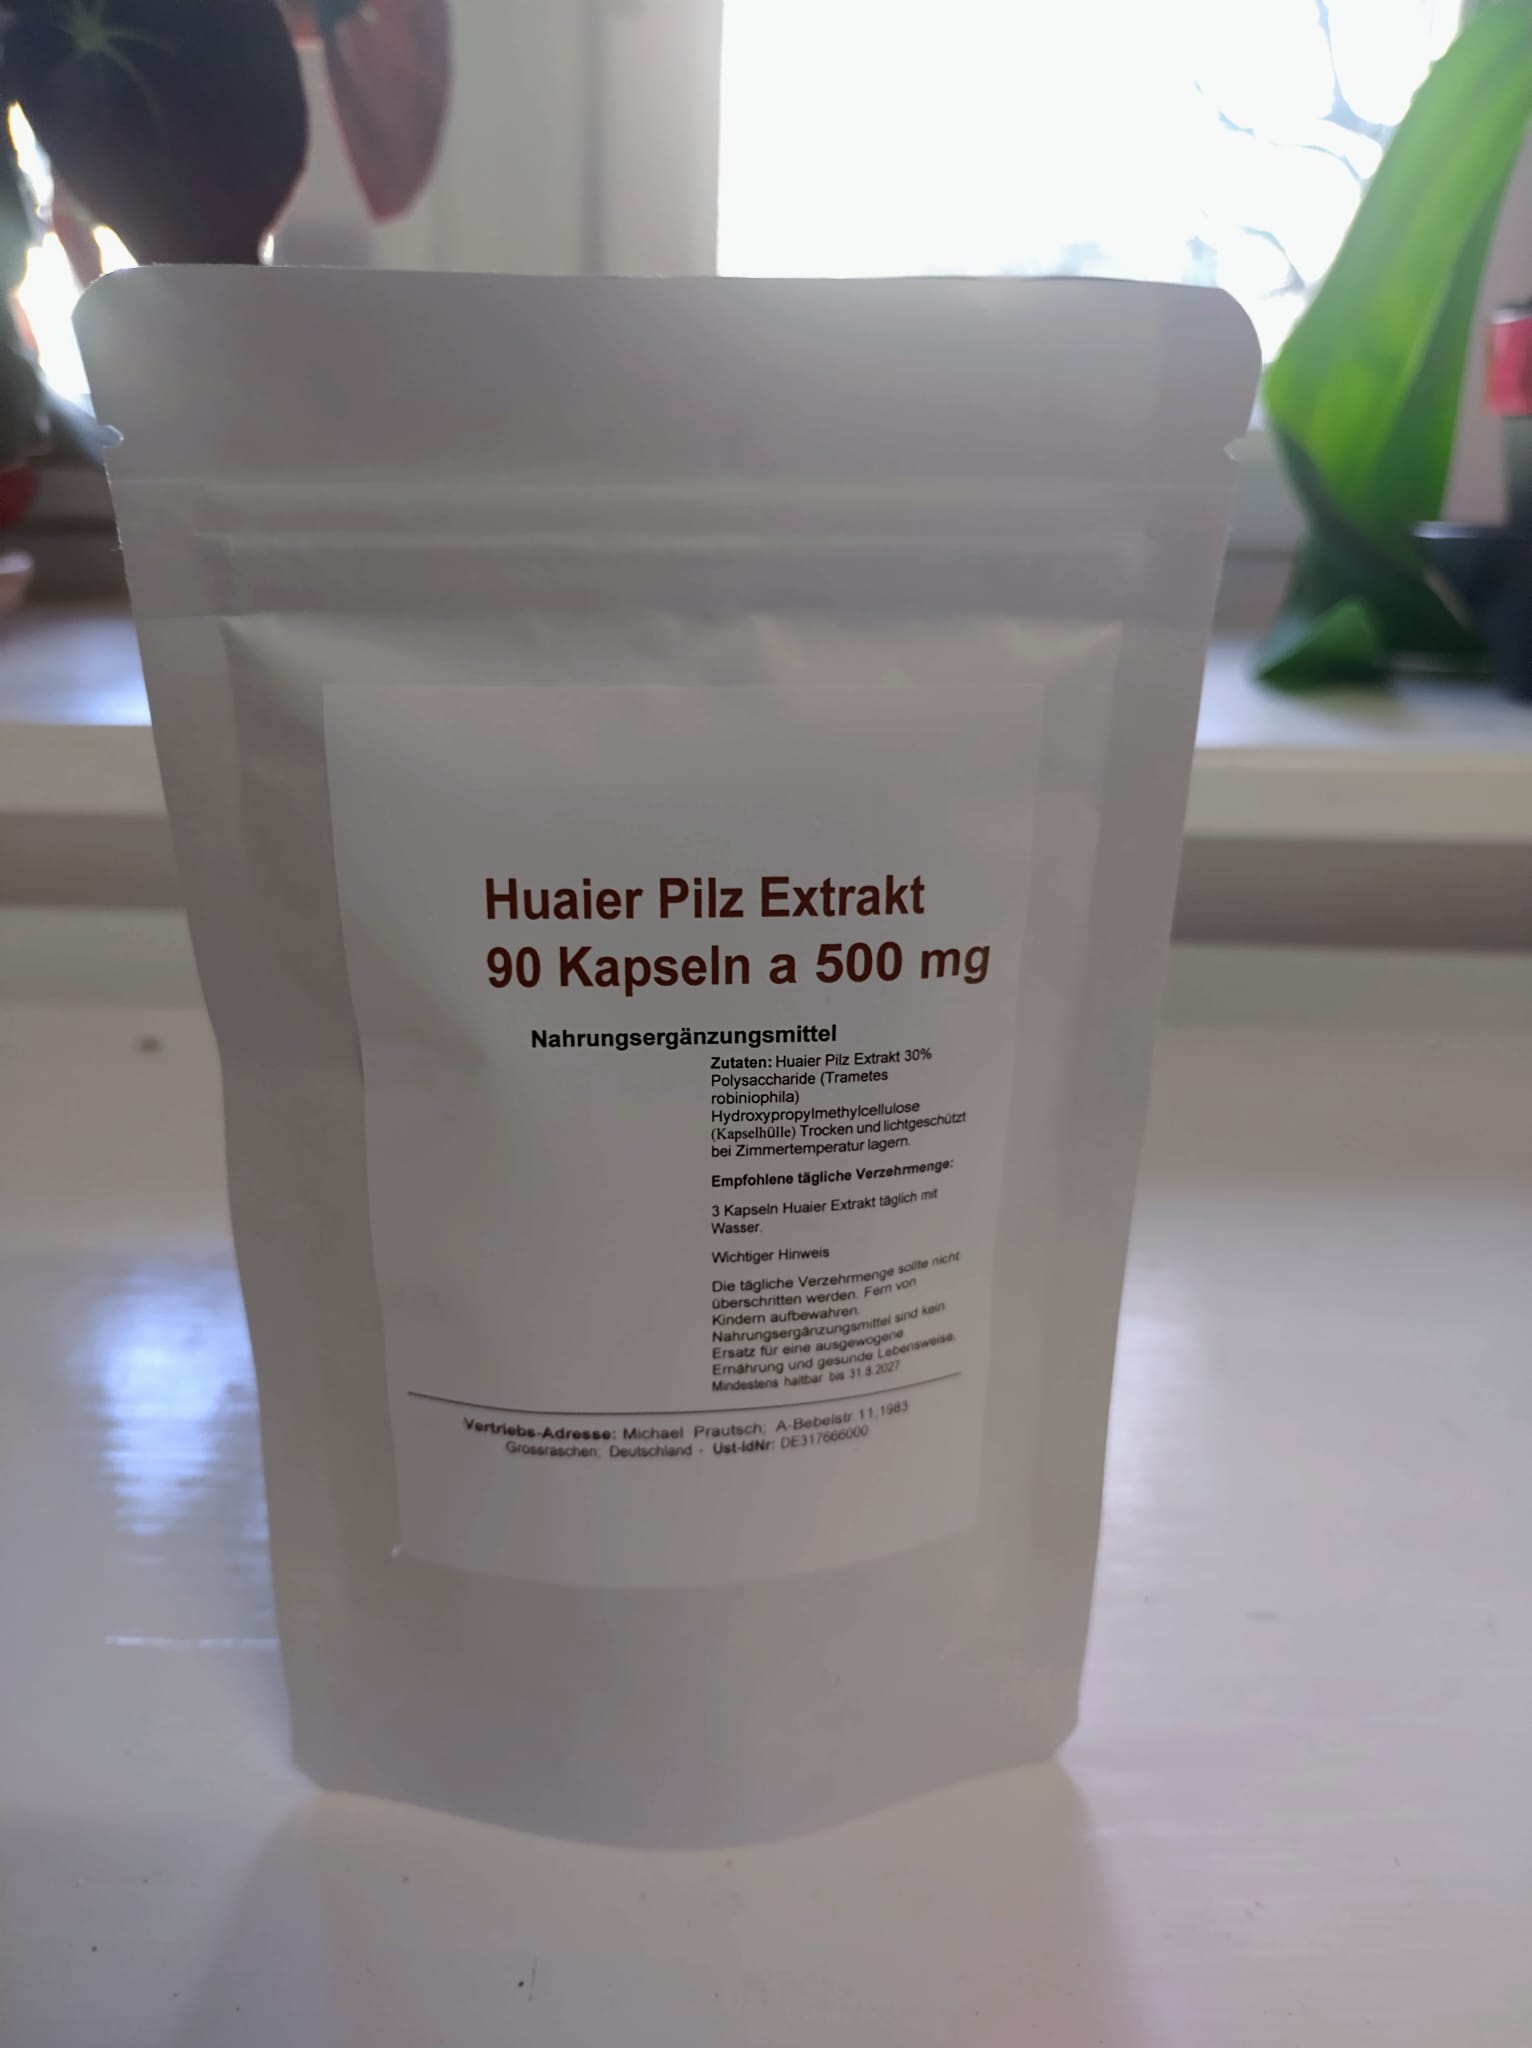 Huaier Pilz Extrakt
90 Kapseln a 500 mg
Nahrungsergänzungsmittel
Zutaten: Huaier Pilz Extrakt 30%
Polysaccharide (Trametes
robiniophila)
Hydroxypropylmethylcellulose
(Kapselhülle) Trocken und lichtgeschützt
bei Zimmertemperatur lagern.
Empfohlene tägliche Verzehrmenge:
3 Kapseln Huaier Extrakt täglich mit
Wasser.
Wichtiger Hinweis
Die tägliche Verzehrmenge sollte nicht
überschritten werden. Fern von
Kindern aufbewahren.
Nahrungsergänzungsmittel sind kein
Ersatz für eine ausgewogene
Ernährung und gesunde Lebensweise.
Mindestens haltbar bis 31.8.2027
Vertriebs-Adresse: Michael Prautsch; A-Bebelstr. 11;1983
Grossraschen; Deutschland - Ust-IdNr: DE317666000